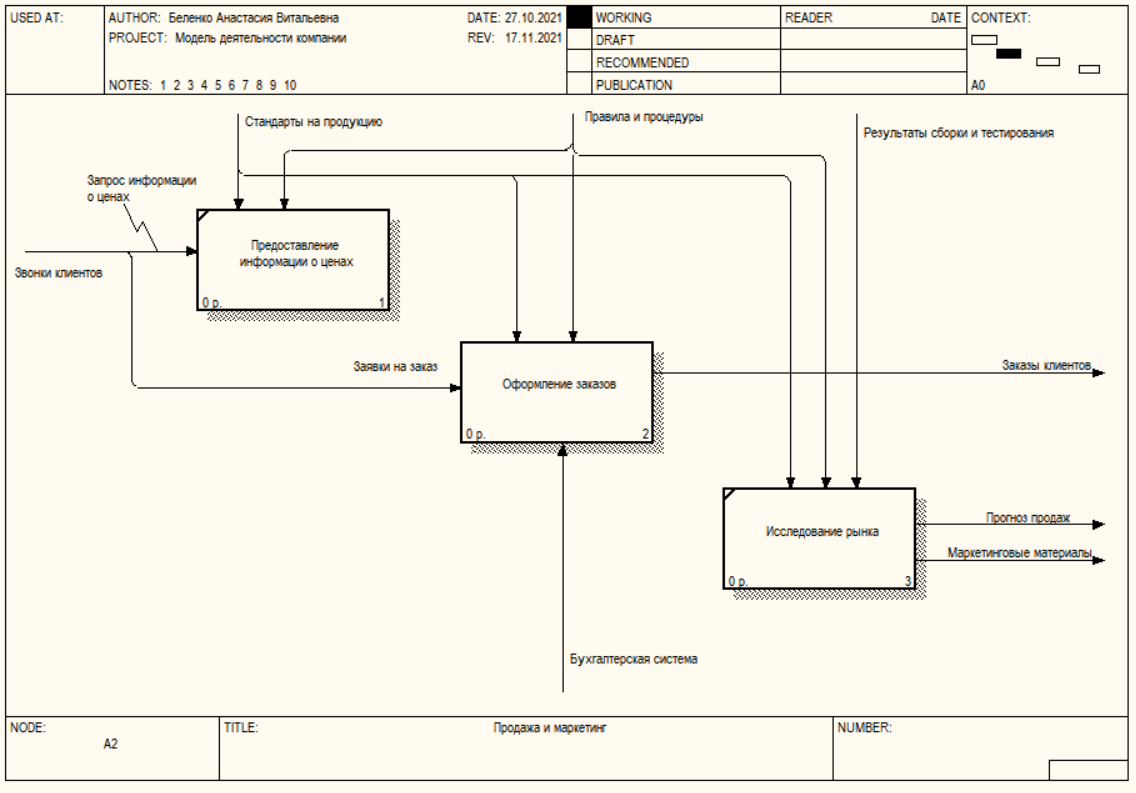 USED AT:
AUTHOR: Беленко Анастасия Витальевна
DATE: 27.10.2021
WORKING
READER
DATE
CONTEXT:
PROJECT: Модель деятельности компании
REV: 17.11.2021
DRAFT
RECOMMENDED
NOTES: 1 2 3 4 5 6 7 8 9 10
PUBLICATION
A0
Стандарты на продукцию
Правила и процедуры
Результаты сборки и тестирования
Запрос информации
о ценах
Звонки клиентов
Предоставление
информации о ценах
0 р.
1
Заявки на заказ
Оформление заказов
0 р.
2
Заказы клиентов
Исследование рынка
0 р.
3
Прогноз продаж
Маркетинговые материалы
Бухгалтерская система
NODE:
A2
TITLE:
Продажа и маркетинг
NUMBER: